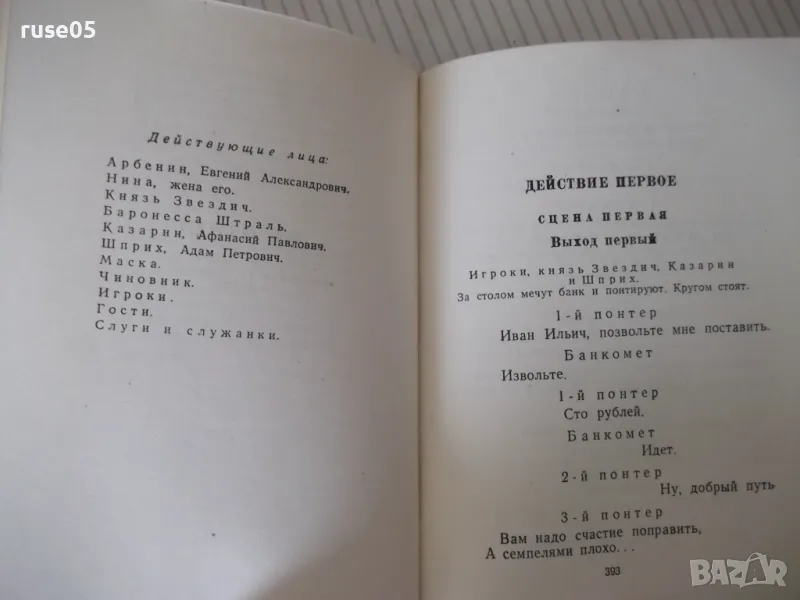 ruse05
Действующие лица:
Арбенин, Евгений Александрович.
Нина, жена его.
Князь Звездич.
Баронесса Штраль.
Казарин, Афанасий Павлович.
Шприх, Адам Петрович.
Маска.
Чиновник.
Игроки.
Гости.
Слуги и служанки.
ДЕЙСТВИЕ ПЕРВОЕ
СЦЕНА ПЕРВАЯ
Выход первый
Игроки, князь Звездич, Казарин
и Шприх.
За столом мечут банк и понтируют. Кругом стоят.
1-й понтер
Иван Ильич, позвольте мне поставить.
Банкомет
Извольте.
1-й понтер
Сто рублей.
Банкомет
Идет.
2-й понтер
Ну, добрый путь
3-й понтер
Вам надо счастие поправить,
А семпелями плохо...
393
BAZAR